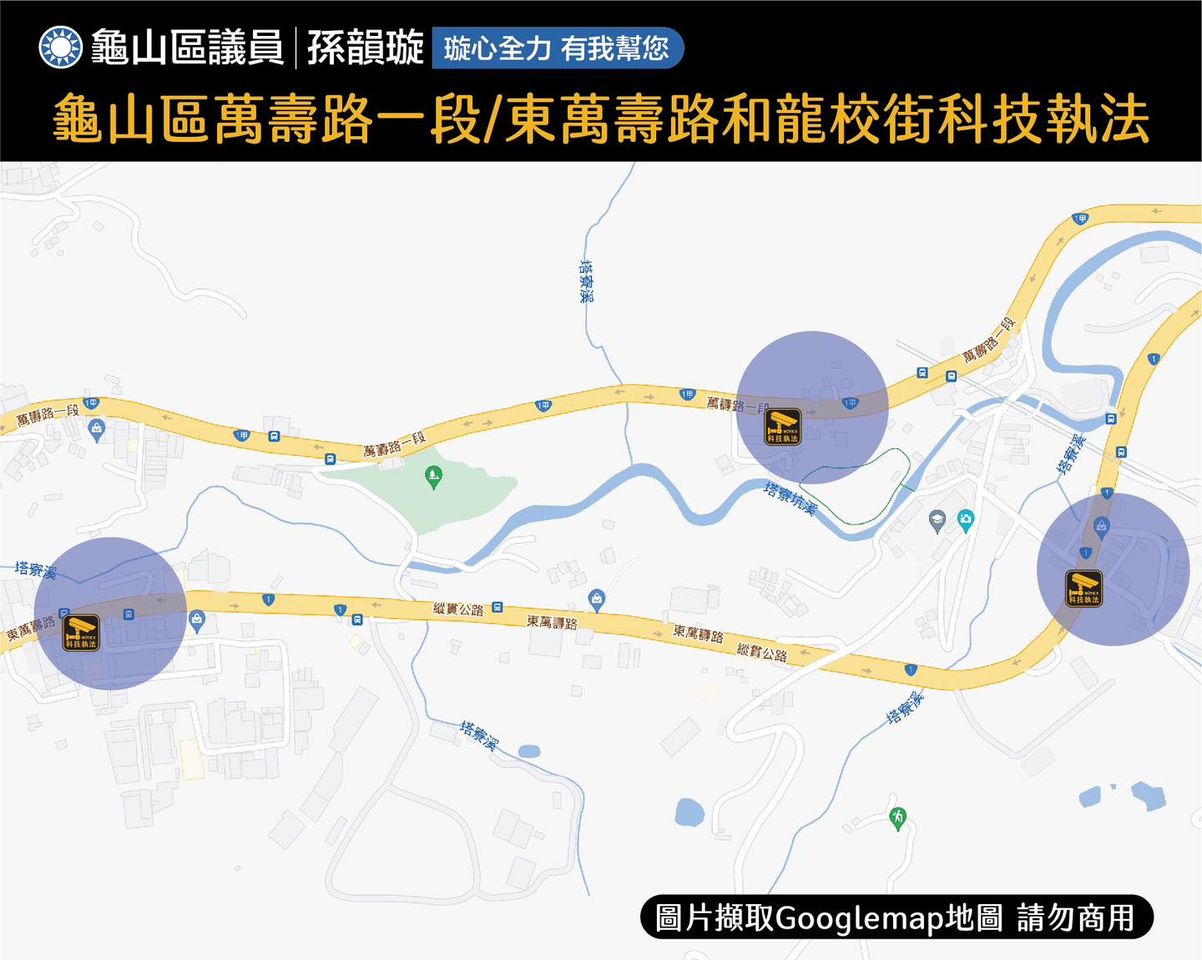 龜山區議員 孫韻璇 璇心全力 有我幫您
龜山區萬壽路一段/東萬壽路和龍校街科技執法
1甲
塔寮溪
1
萬壽路一段
1甲
1甲
萬壽路一段
1甲
萬壽路一段
1甲
1甲
萬壽路一段
科技執法
塔寮溪
塔寮坑溪
1
1
科技執法
塔寮溪
東萬壽路
科技執法
1
1
縱貫公路
東萬壽路
東萬壽路
縱貫公路
1
塔寮溪
塔寮溪
圖片擷取Googlemap地圖 請勿商用